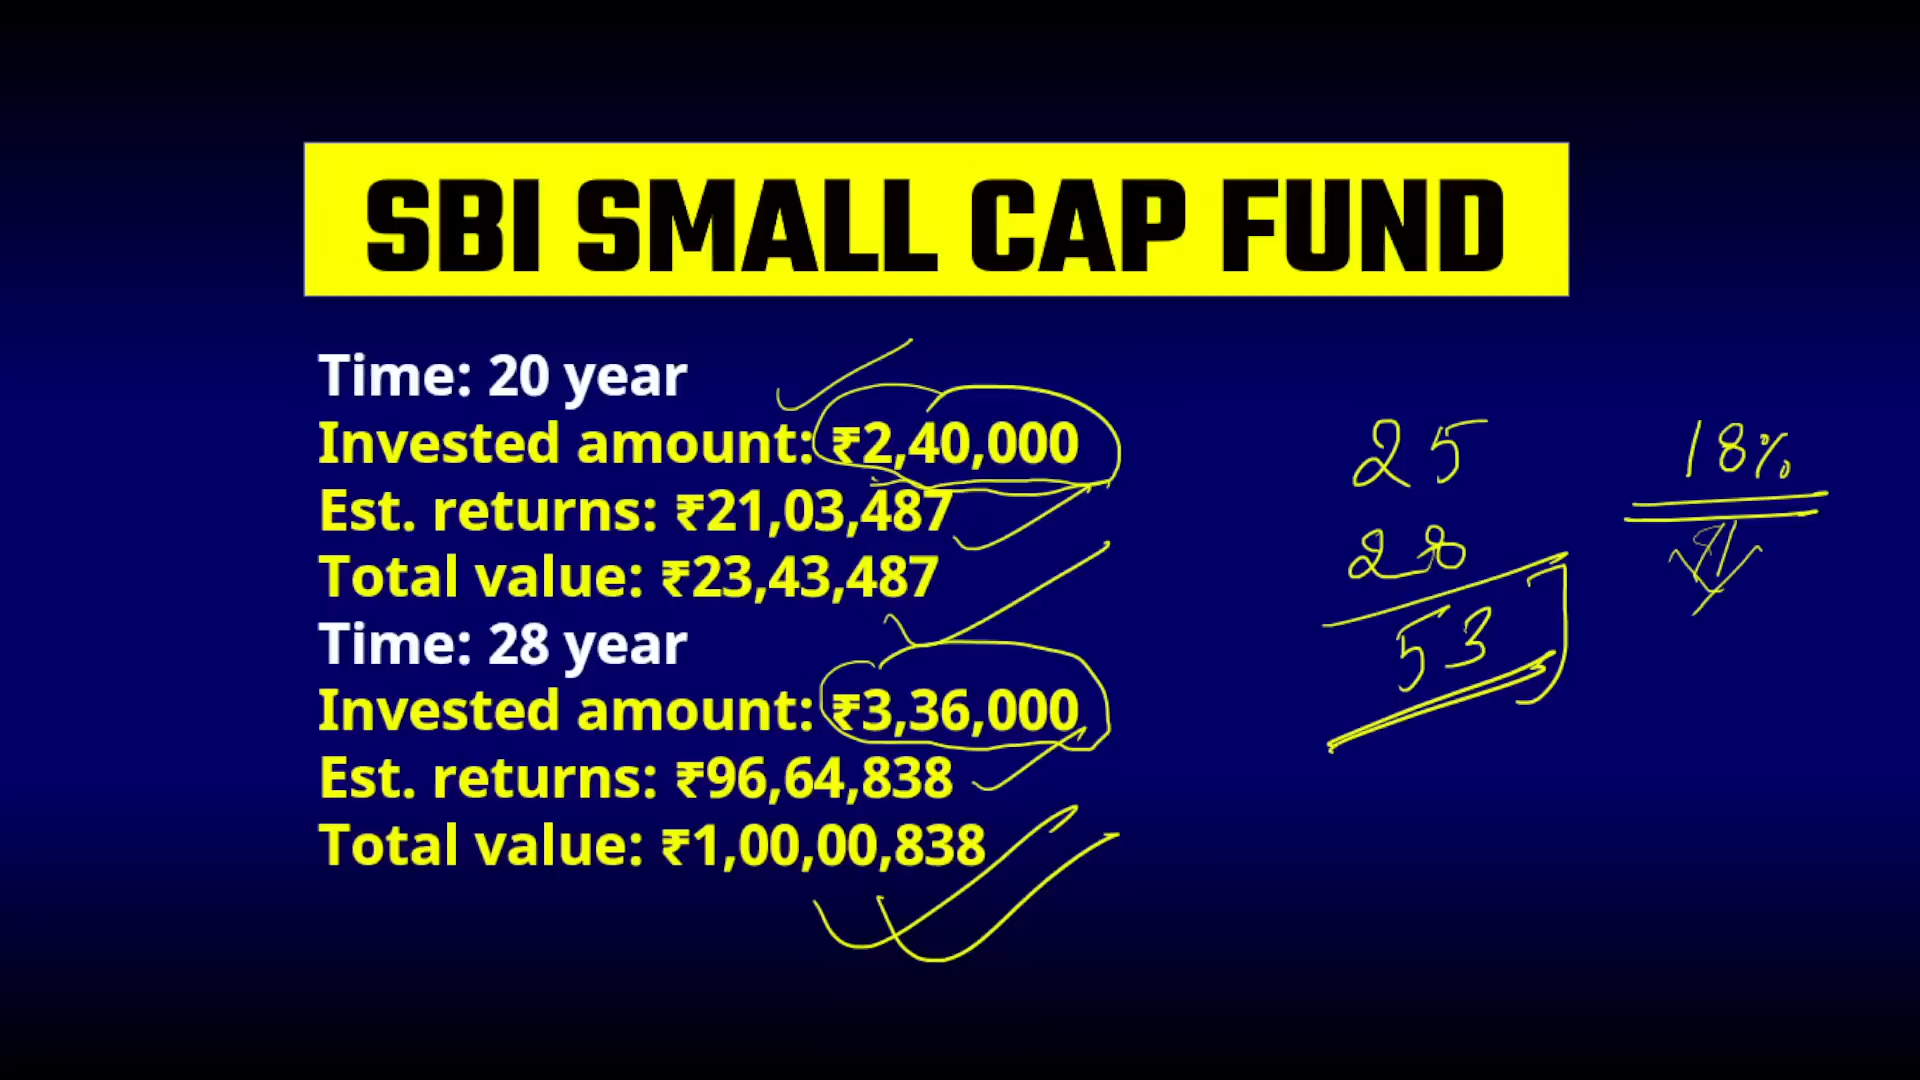 SBI SMALL CAP FUND
Time: 20 year
Invested amount: ₹2,40,000
Est. returns: ₹21,03,487
Total value: ₹23,43,487
Time: 28 year
Invested amount: ₹3,36,000
Est. returns: ₹96,64,838
Total value: ₹1,00,00,838
25
28
53
18%